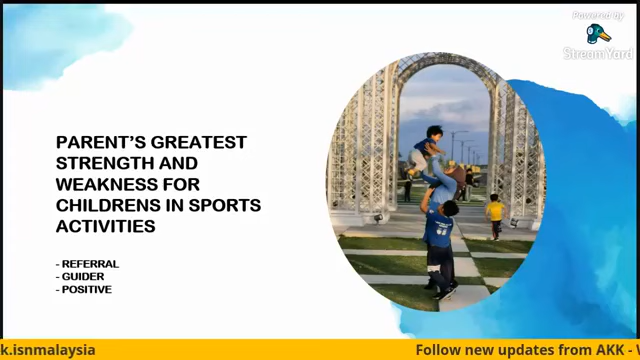 Powered by
StreamYard
PARENT'S GREATEST
STRENGTH AND
WEAKNESS FOR
CHILDRENS IN SPORTS
ACTIVITIES
- REFERRAL
- GUIDER
- POSITIVE
k.isnmalaysia
Follow new updates from AKK -